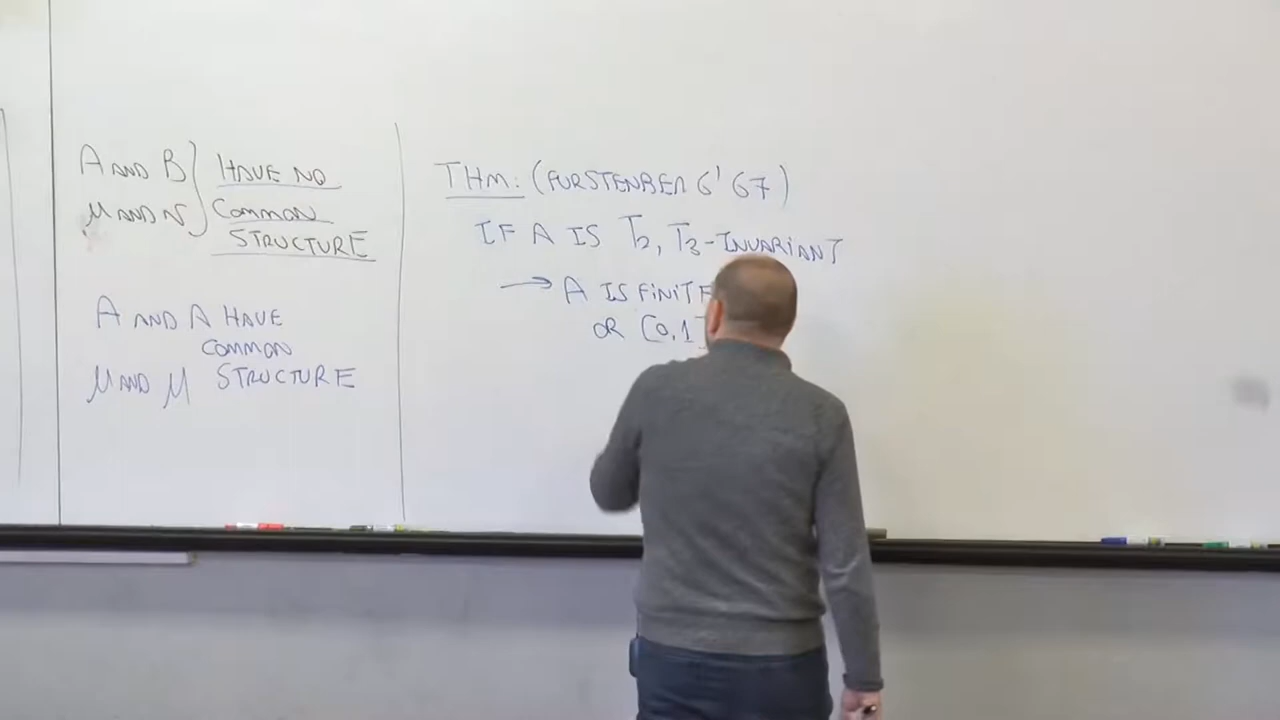 A AND B } HAVE NO
μ AND ν COMMON
STRUCTURE
A AND A HAVE
COMMON
μ AND μ STRUCTURE
THM: (FURSTENBERG '67)
IF A IS T₂, T₃-INVARIANT
→ A IS FINITE
OR [0,1]